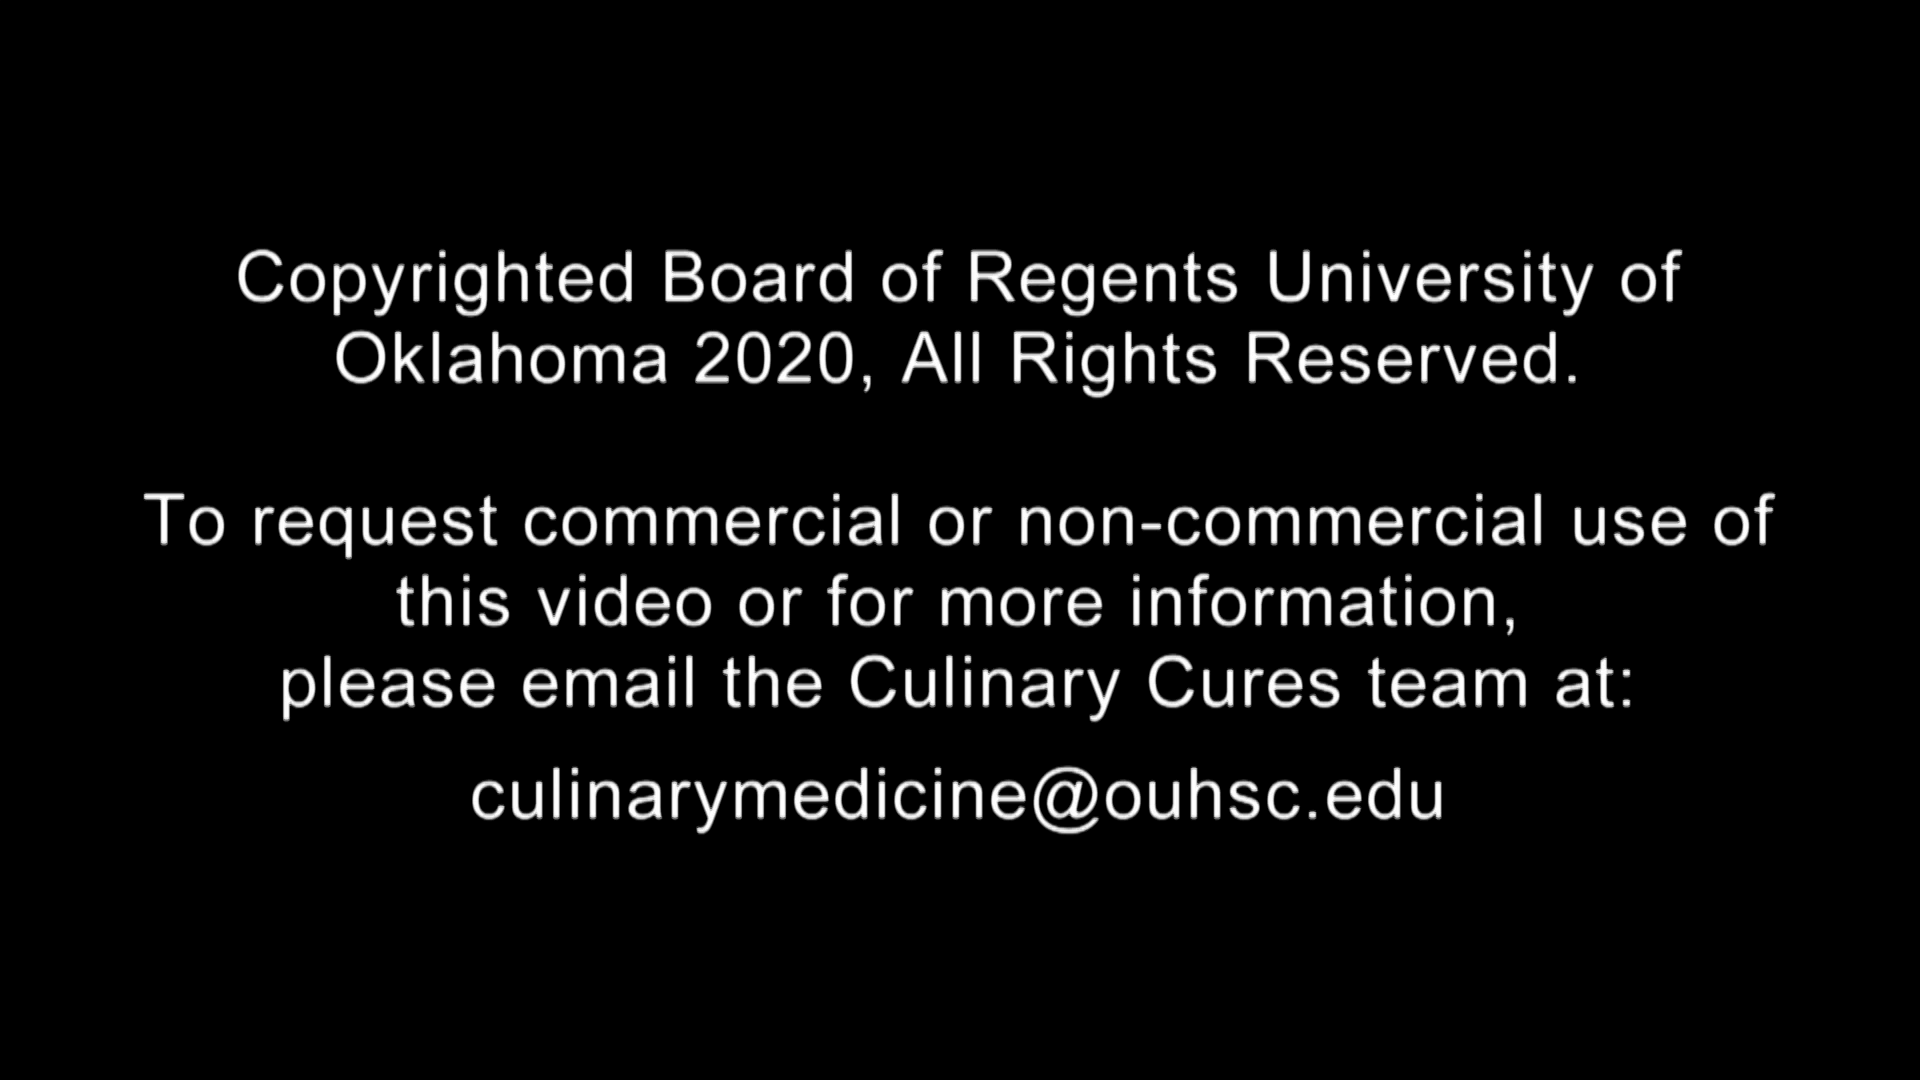 Copyrighted Board of Regents University of
Oklahoma 2020, All Rights Reserved.
To request commercial or non-commercial use of
this video or for more information,
please email the Culinary Cures team at:
culinarymedicine@ouhsc.edu